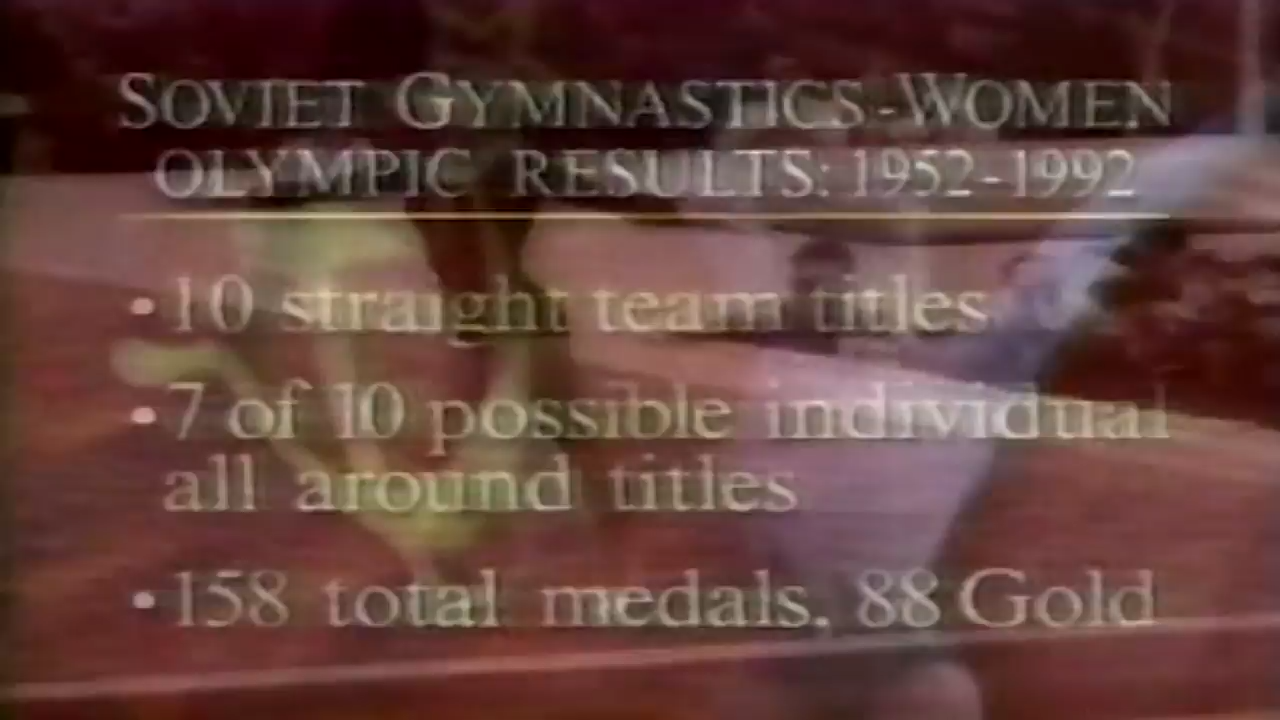 SOVIET GYMNASTICS-WOMEN
OLYMPIC RESULTS: 1952-1992
•10 straight team titles
•7 of 10 possible individual
all around titles
•158 total medals, 88 Gold